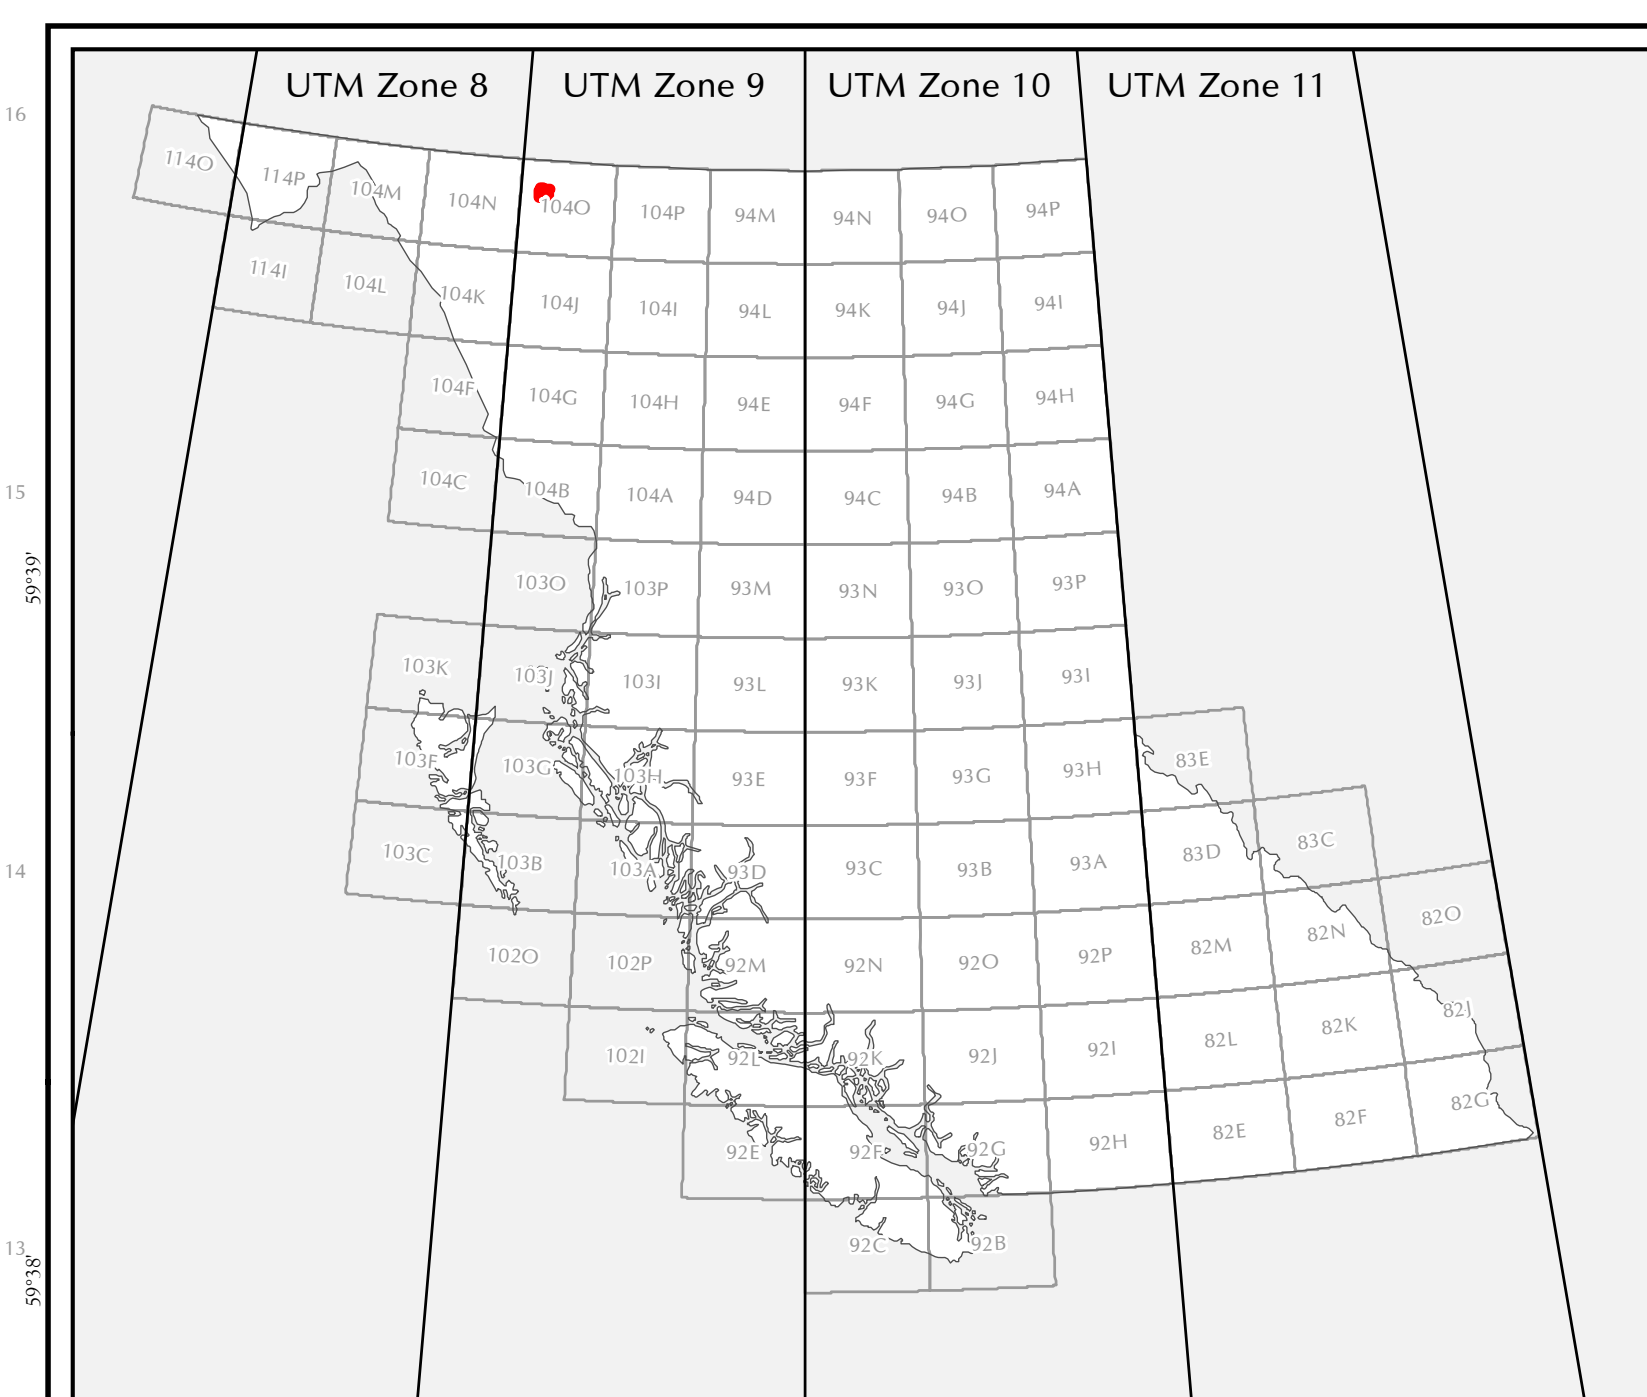 UTM Zone 8 UTM Zone 9 UTM Zone 10 UTM Zone 11
16
114O 114P 104M 104N 104O 104P 94M 94N 94O 94P
114I 104L 104K 104J 104I 94L 94K 94J 94I
104F 104G 104H 94E 94F 94G 94H
15
104C 104B 104A 94D 94C 94B 94A
59°39'
103O 103P 93M 93N 93O 93P
103K 103J 103I 93L 93K 93J 93I
103F 103G 103H 93E 93F 93G 93H 83E
14
103C 103B 103A 93D 93C 93B 93A 83D 83C
102O 102P 92M 92N 92O 92P 82M 82N 82O
102I 92L 92K 92J 92I 82L 82K 82J
92E 92F 92G 92H 82E 82F 82G
13
59°38'
92C 92B